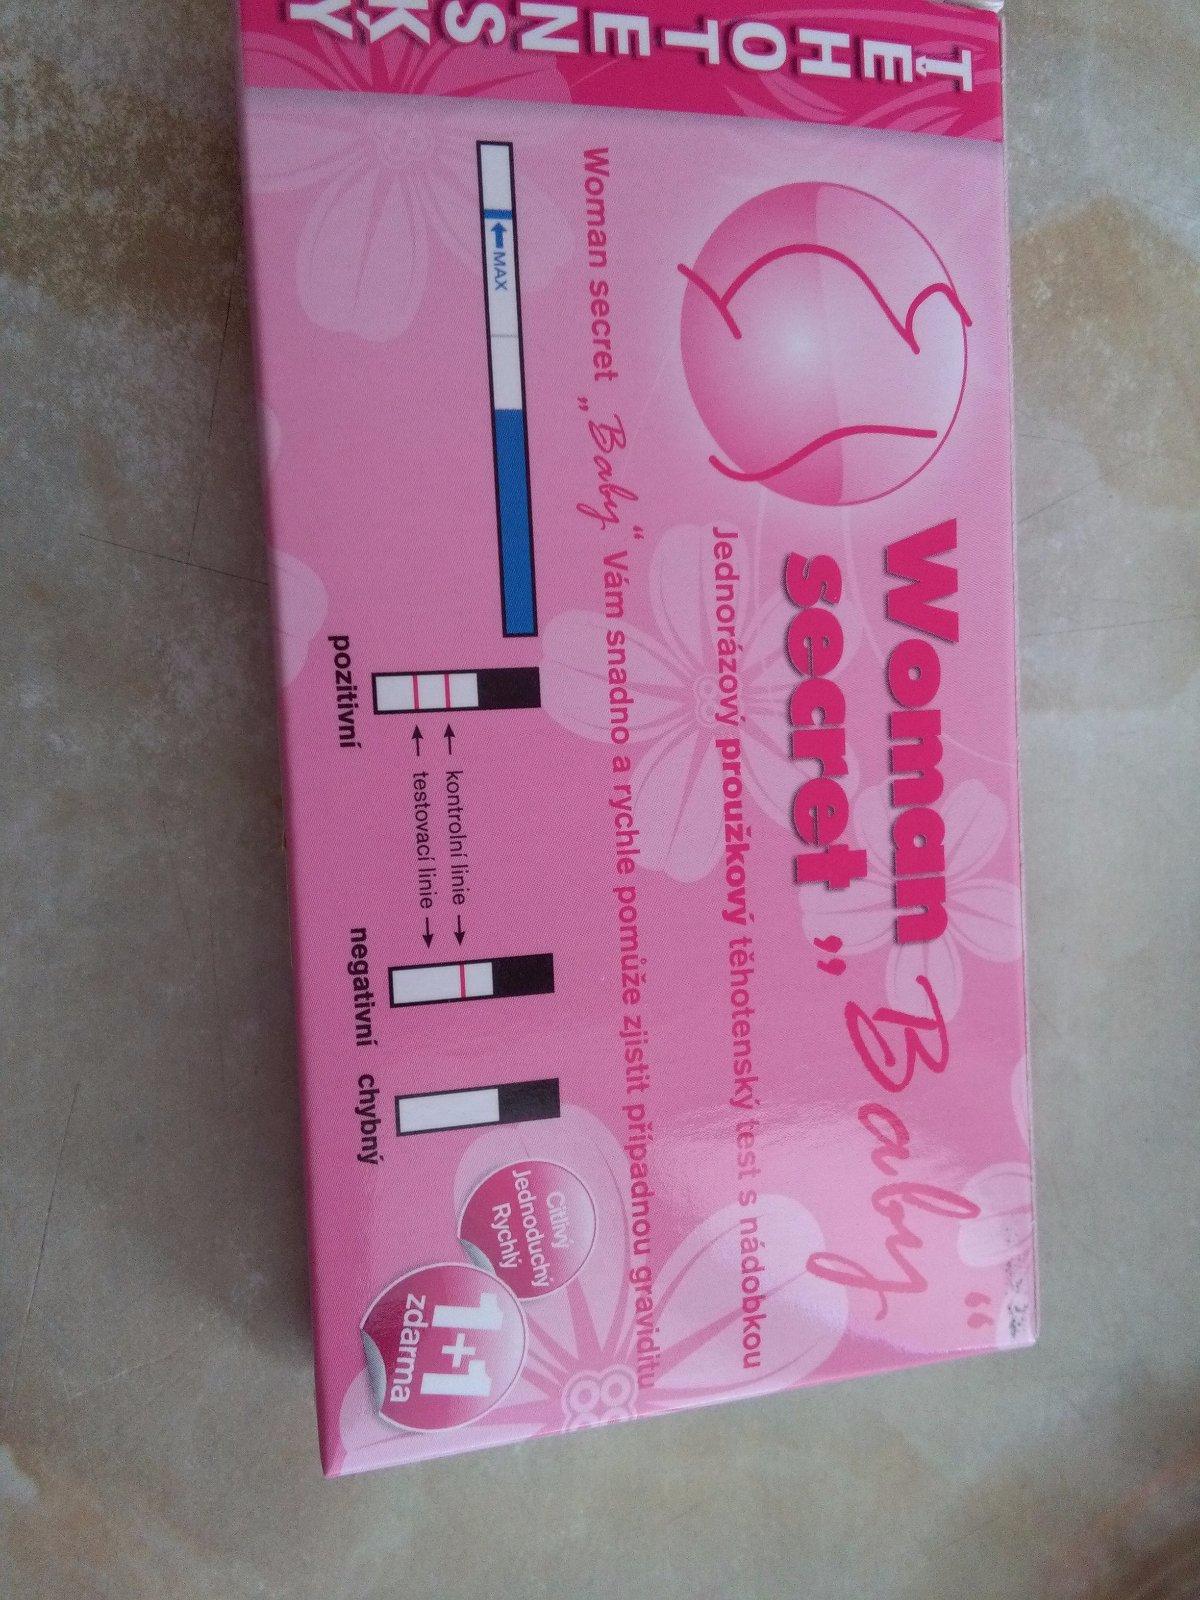 TĚHOTENSKÝ
Woman Baby“
secret „
Jednorázový proužkový těhotenský test s nádobkou
Woman secret „Baby“ Vám snadno a rychle pomůže zjistit případnou graviditu
MAX
kontrolní linie
testovací linie
pozitivní
negativní
chybný
Citlivý
Jednoduchý
Rychlý
1+1
zdarma